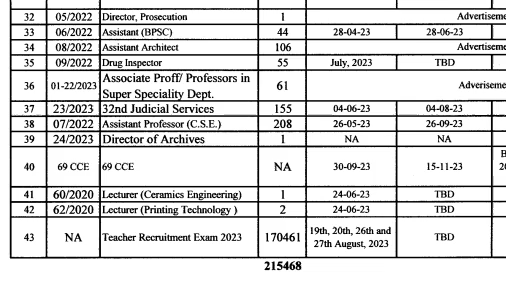 32 05/2022 Director, Prosecution 1 Advertiseme
33 06/2022 Assistant (BPSC) 44 28-04-23 28-06-23
34 08/2022 Assistant Architect 106 Advertiseme
35 09/2022 Drug Inspector 55 July, 2023 TBD
36 01-22/2023 Associate Proff/ Professors in Super Speciality Dept. 61 Adverisemen
37 23/2023 32nd Judicial Services 155 04-06-23 04-08-23
38 07/2022 Assistant Professor (C.S.E.) 208 26-05-23 26-09-23
39 24/2023 Director of Archives 1 NA NA
40 69 CCE 69 CCE NA 30-09-23 15-11-23
41 60/2020 Lecturer (Ceramics Engineering) 1 24-06-23 TBD
42 62/2020 Lecturer (Printing Technology ) 2 24-06-23 TBD
43 NA Teacher Recruitment Exam 2023 170461 19th, 20th, 26th and 27th August, 2023 TBD
215468